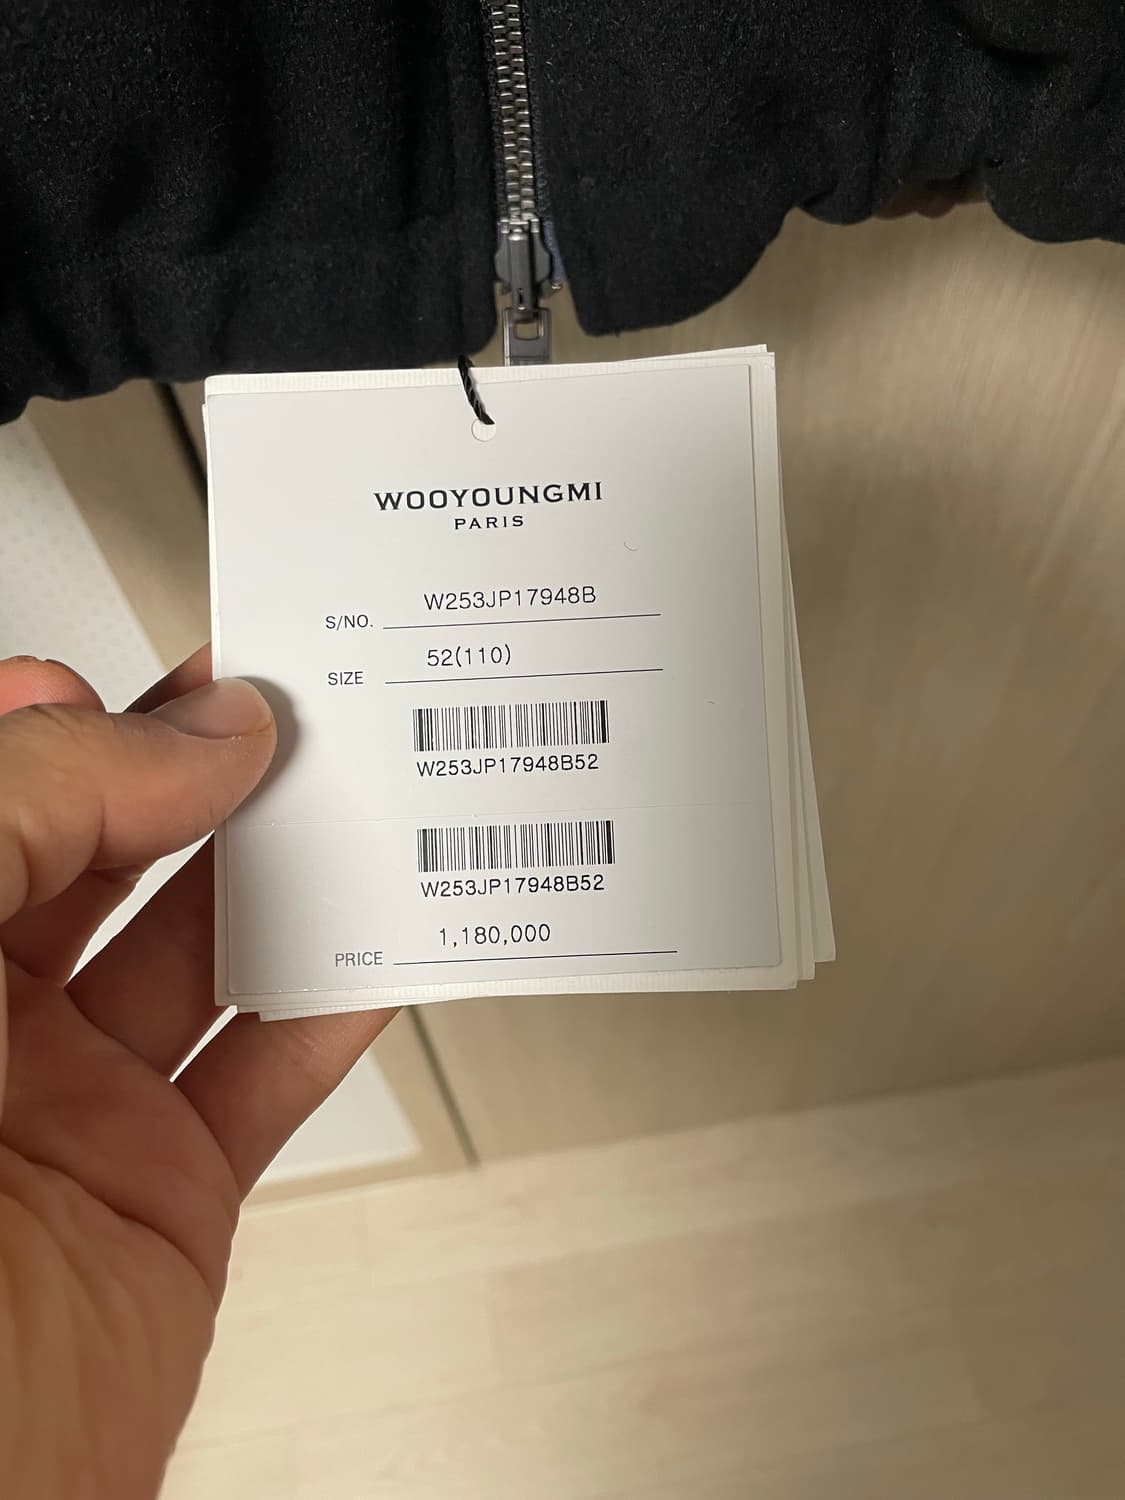 WOOYOUNGMI
PARIS
S/NO. W253JP17948B
SIZE 52(110)
W253JP17948B52
W253JP17948B52
PRICE 1,180,000